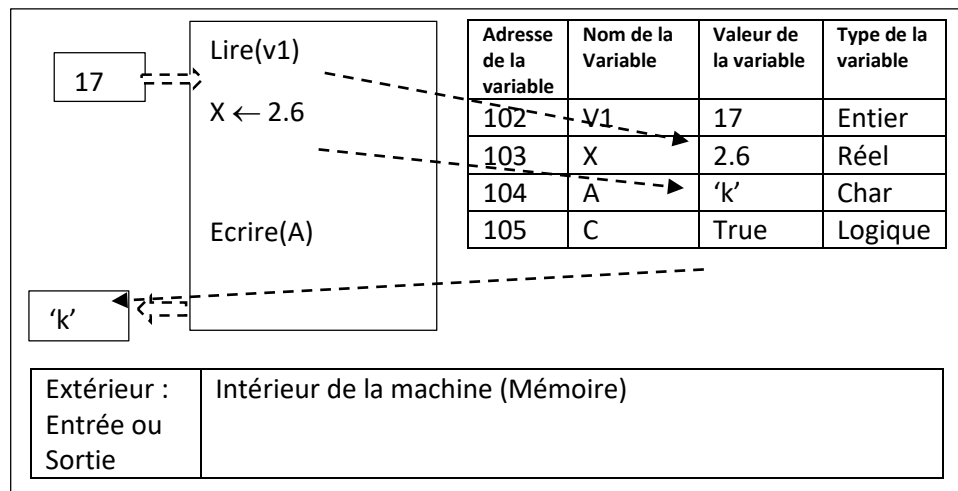 17
Lire(v1)
X ← 2.6
Ecrire(A)
‘k’
Adresse de la variable
Nom de la Variable
Valeur de la variable
Type de la variable
102 V1 17 Entier
103 X 2.6 Réel
104 A ‘k’ Char
105 C True Logique
Extérieur :
Entrée ou
Sortie
Intérieur de la machine (Mémoire)